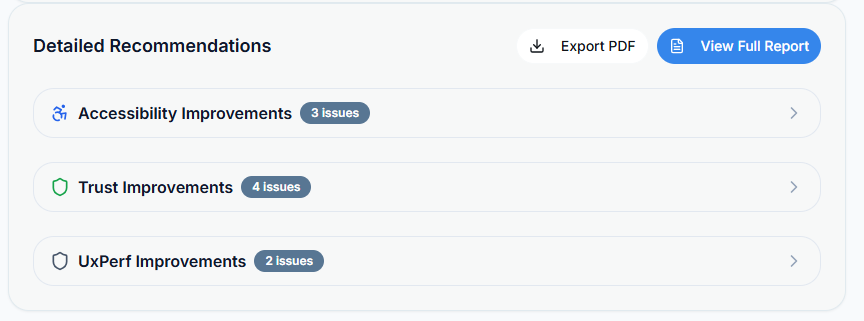 Detailed Recommendations
Export PDF
View Full Report
Accessibility Improvements 3 issues
Trust Improvements 4 issues
UxPerf Improvements 2 issues